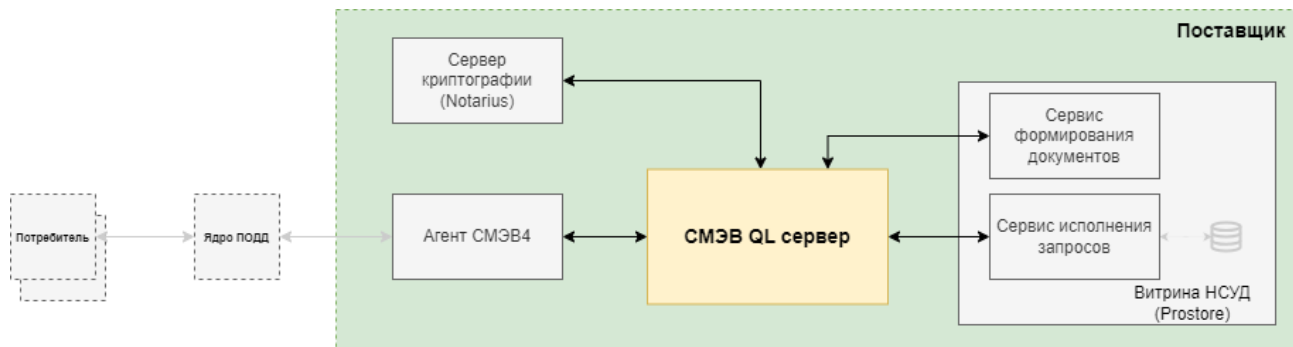 Поставщик
Сервер
криптографии
(Notarius)
Сервис
формирования
документов
Потребитель
Ядро ПОДД
Агент СМЭВ4
СМЭВ QL сервер
Сервис исполнения
запросов
Витрина НСУД
(Prostore)